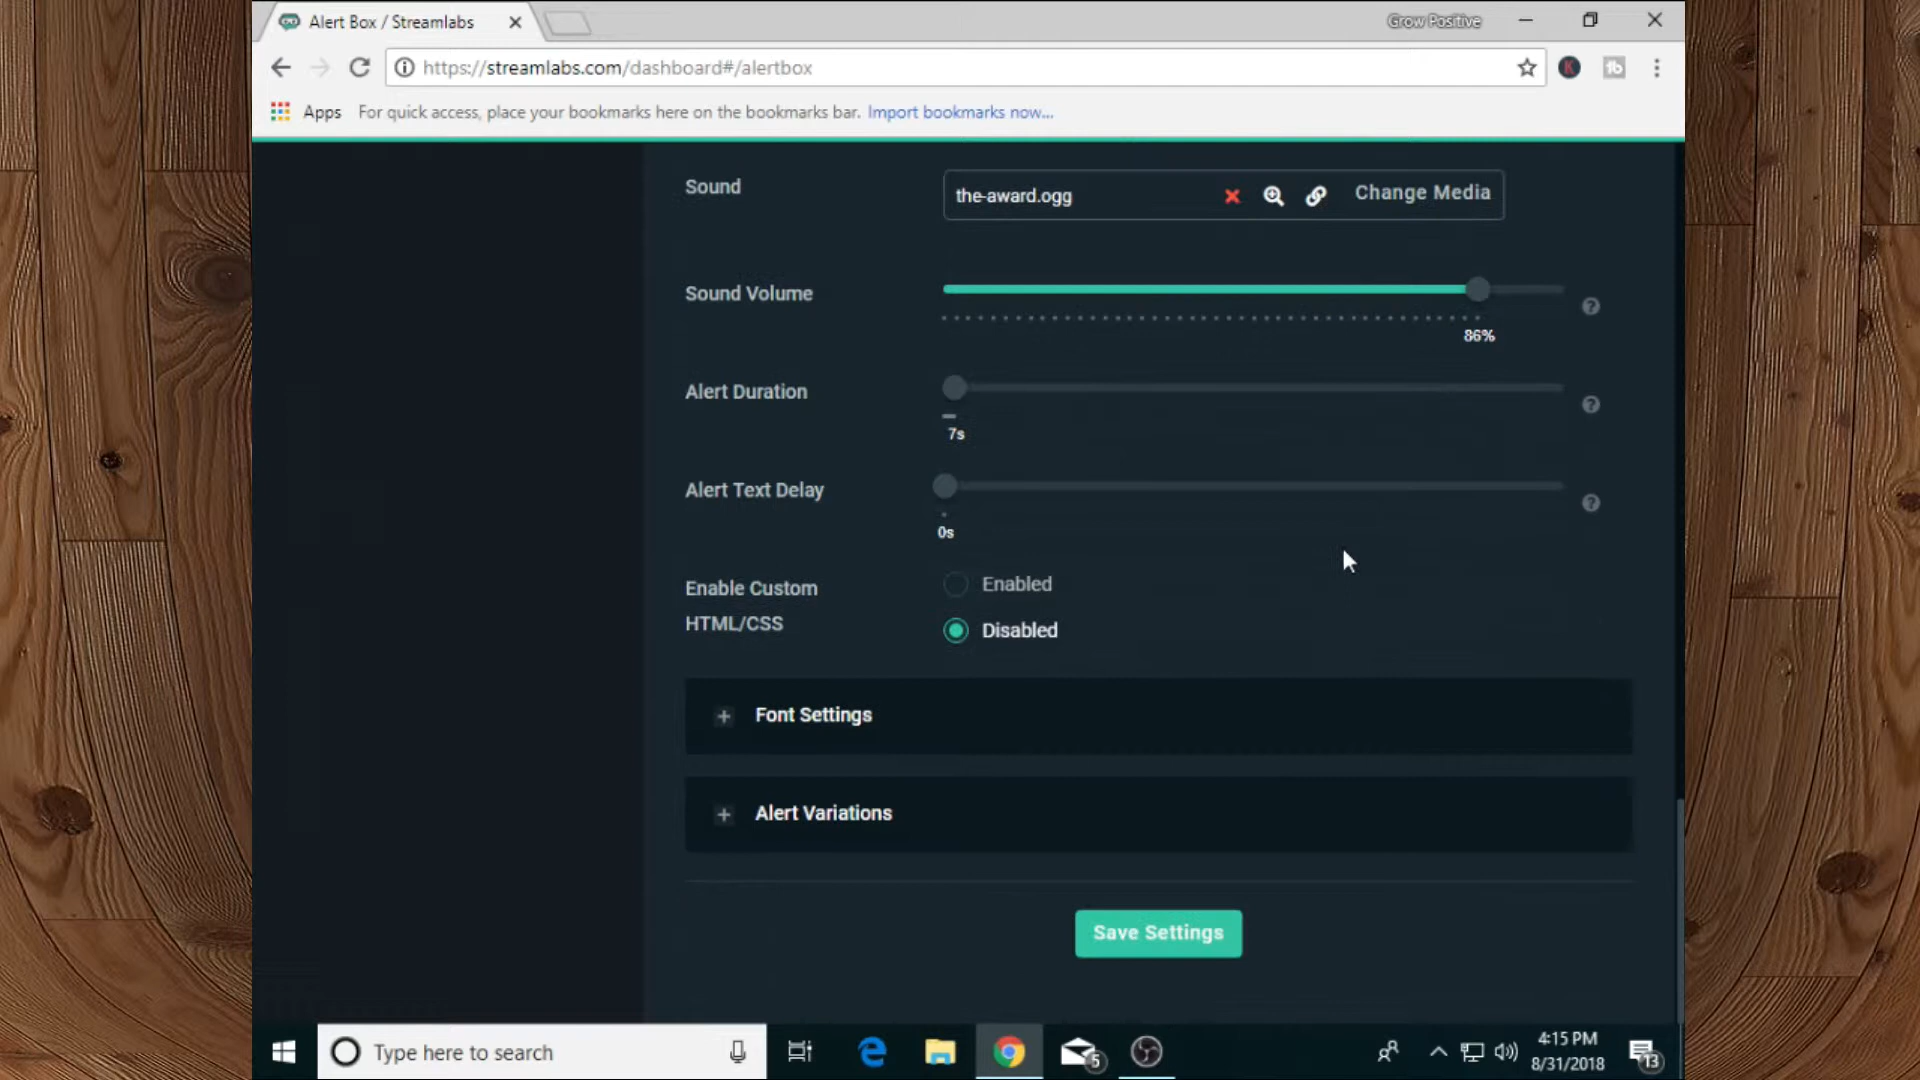 Alert Box / Streamlabs
Grow Positive
https://streamlabs.com/dashboard#/alertbox
Apps For quick access, place your bookmarks here on the bookmarks bar. Import bookmarks now...
Sound
the-award.ogg
Change Media
Sound Volume
86%
Alert Duration
7s
Alert Text Delay
0s
Enable Custom
HTML/CSS
Enabled
Disabled
+ Font Settings
+ Alert Variations
Save Settings
Type here to search
5
4:15 PM
8/31/2018
13